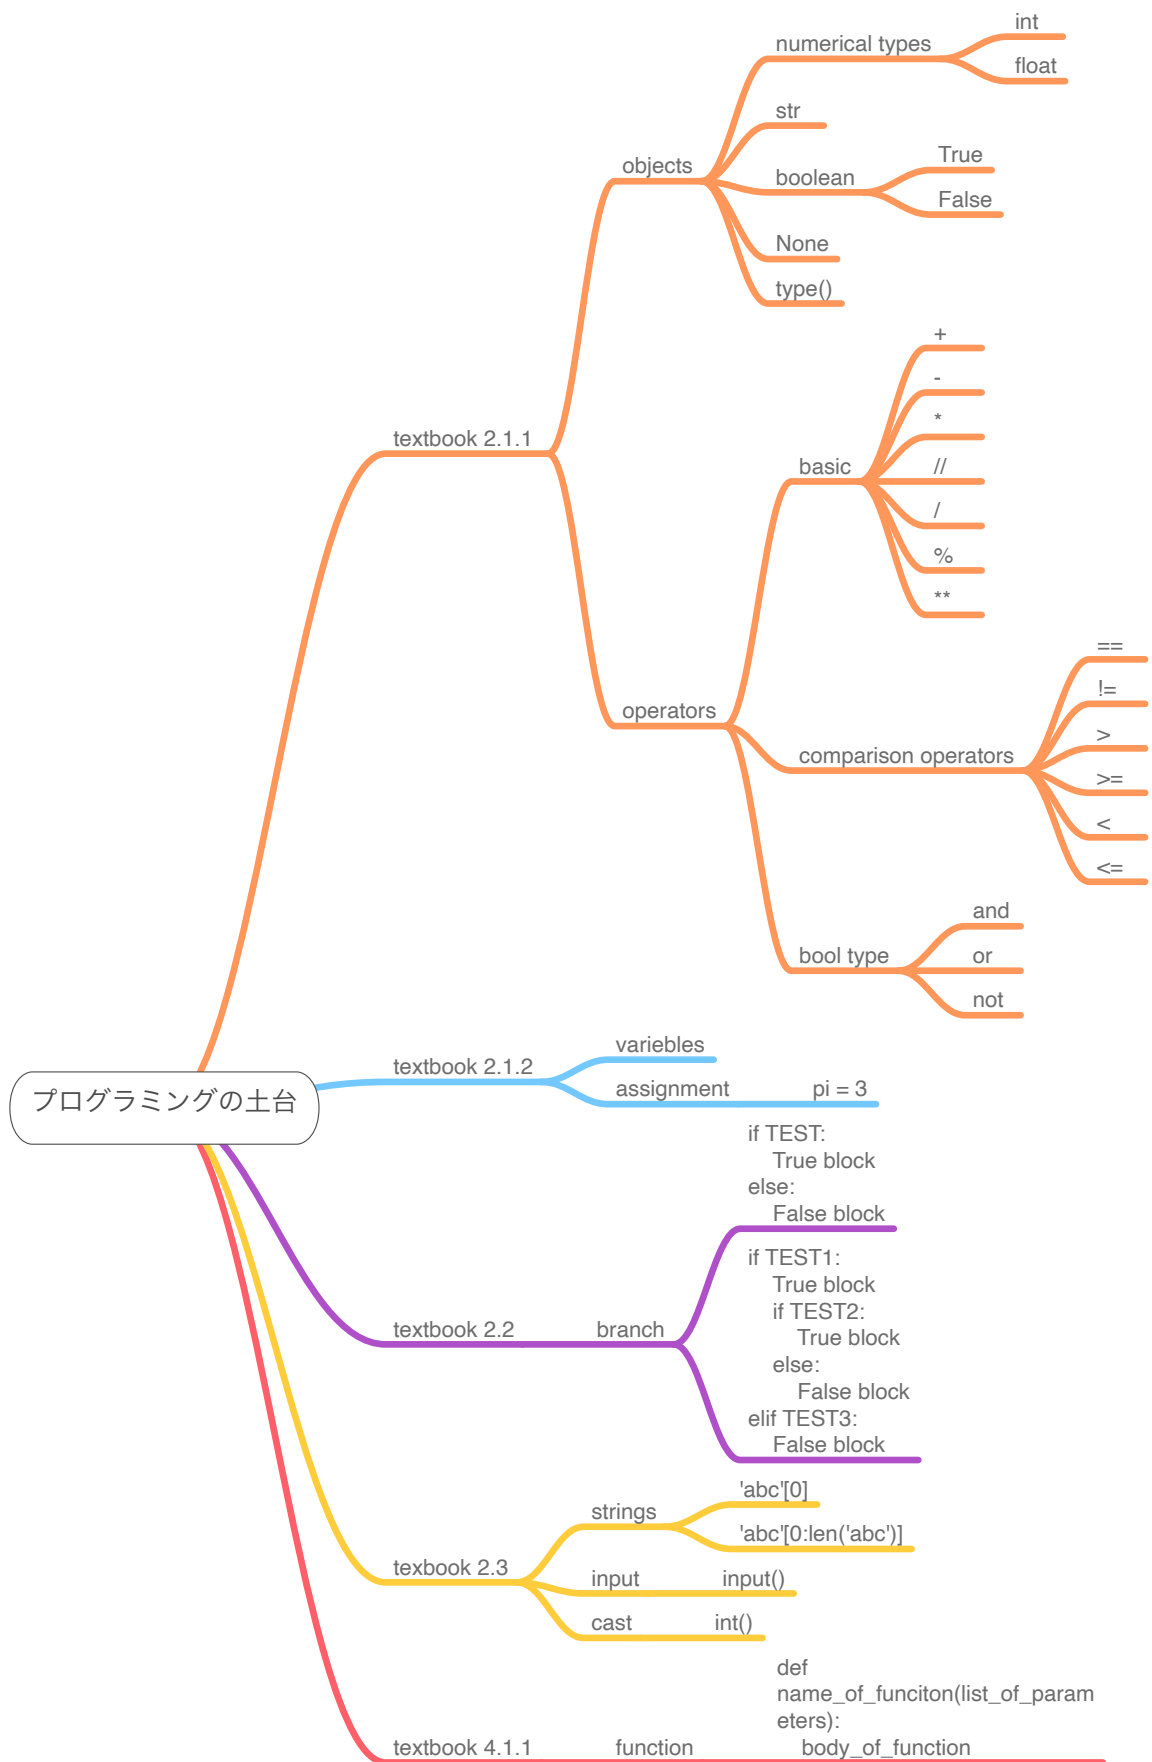 int
numerical types
float
str
True
objects
boolean
False
None
type()
+
-
*
textbook 2.1.1
basic
//
/
%
**
==
!=
operators
>
comparison operators
>=
<
<=
and
bool type
or
not
variebles
textbook 2.1.2
assignment
pi = 3
プログラミングの土台
if TEST:
True block
else:
False block
if TEST1:
True block
if TEST2:
True block
textbook 2.2
branch
else:
False block
elif TEST3:
False block
'abc'[0]
strings
'abc'[0:len('abc')]
texbook 2.3
input
input()
cast
int()
def
name_of_funciton(list_of_param
eters):
textbook 4.1.1
function
body_of_function